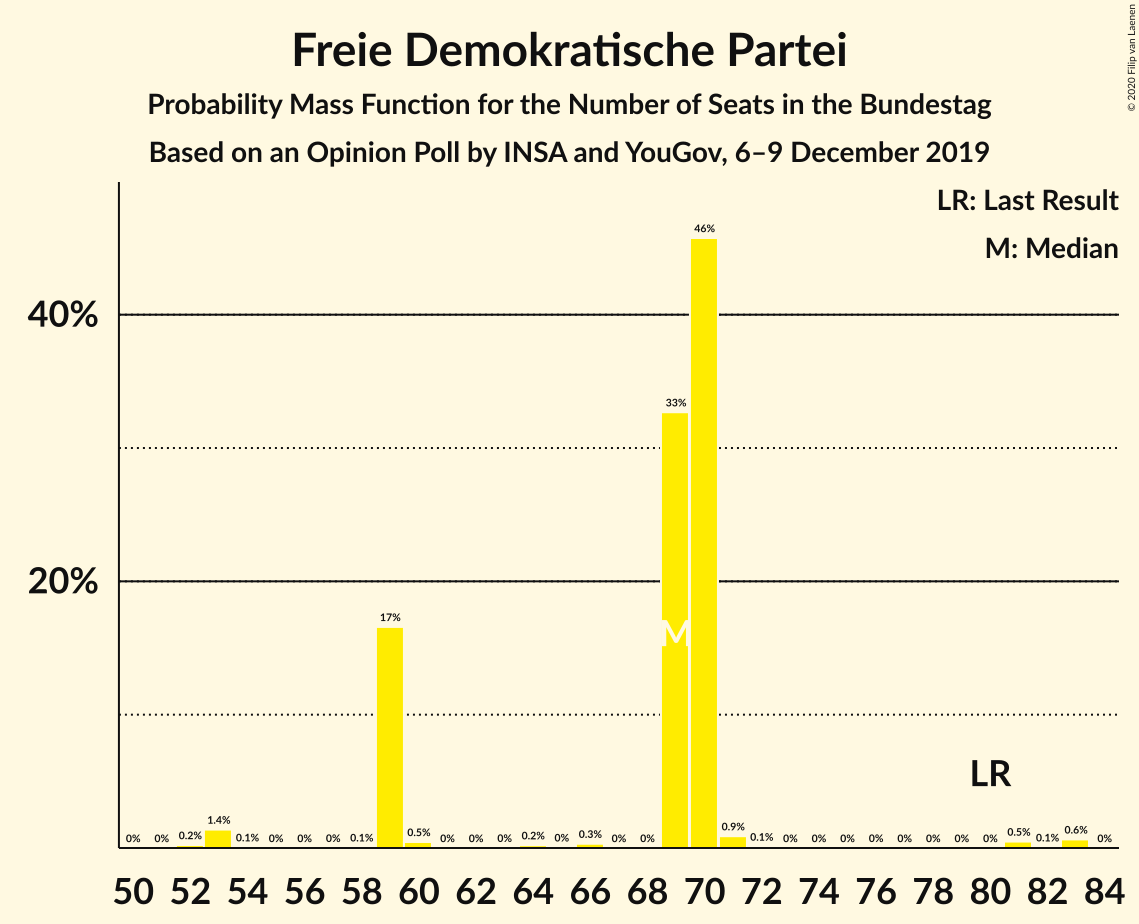 Freie Demokratische Partei
Probability Mass Function for the Number of Seats in the Bundestag
Based on an Opinion Poll by INSA and YouGov, 6–9 December 2019
© 2020 Filip van Laenen
LR: Last Result
M: Median
46%
40%
33%
20%
17%
M
LR
0% 0% 0.2% 1.4% 0.1% 0% 0% 0% 0.1% 0.5% 0% 0% 0% 0.2% 0% 0.3% 0% 0% 0.9% 0.1% 0% 0% 0% 0% 0% 0% 0% 0% 0.5% 0.1% 0.6% 0%
50 52 54 56 58 60 62 64 66 68 70 72 74 76 78 80 82 84